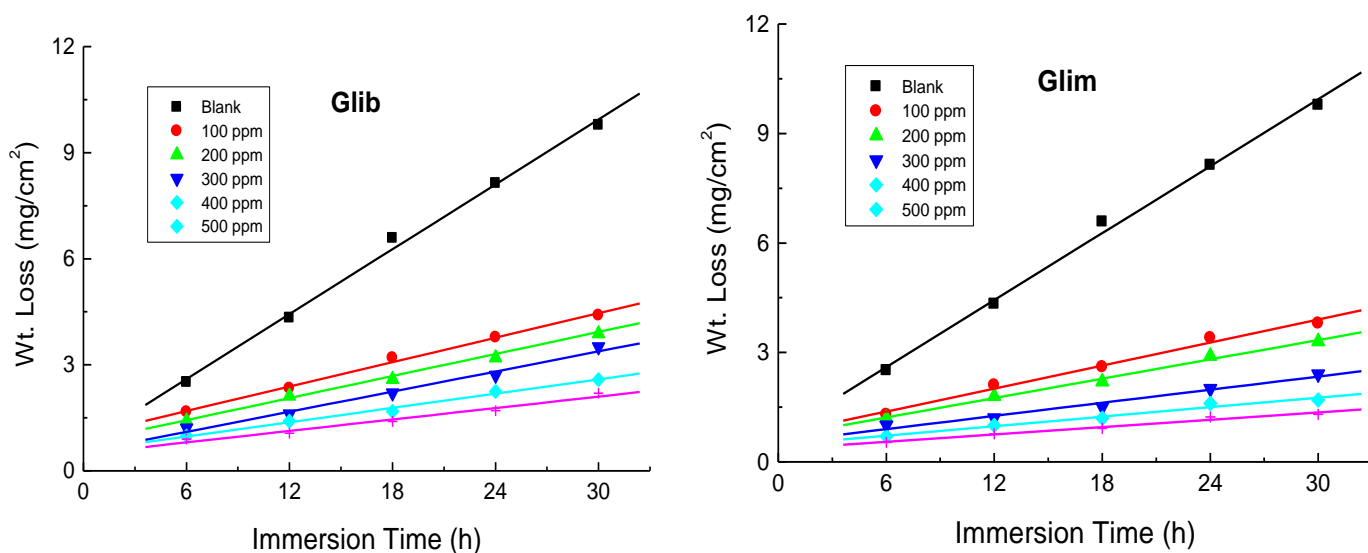 Glib
Blank
100 ppm
200 ppm
300 ppm
400 ppm
500 ppm
12
9
6
3
0
Wt. Loss (mg/cm²)
0 6 12 18 24 30
Immersion Time (h)
Glim
Blank
100 ppm
200 ppm
300 ppm
400 ppm
500 ppm
12
9
6
3
0
Wt. Loss (mg/cm²)
0 6 12 18 24 30
Immersion Time (h)